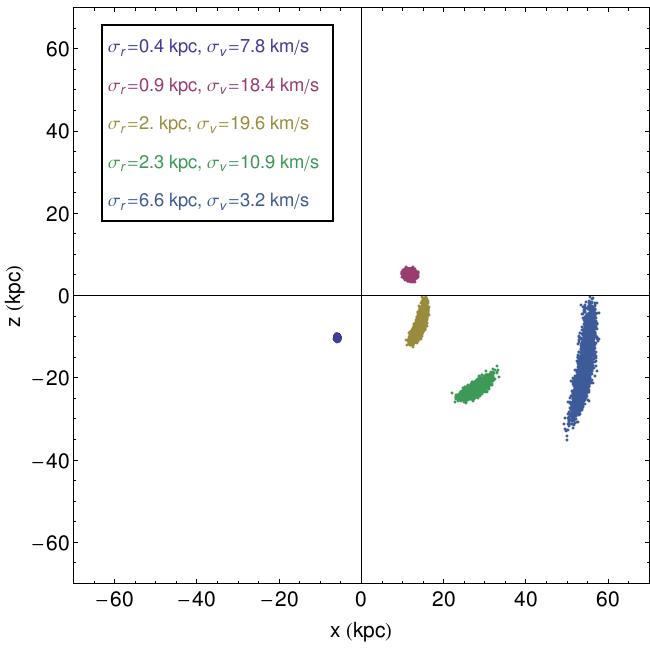 σr=0.4 kpc, σv=7.8 km/s
σr=0.9 kpc, σv=18.4 km/s
σr=2. kpc, σv=19.6 km/s
σr=2.3 kpc, σv=10.9 km/s
σr=6.6 kpc, σv=3.2 km/s
60
40
20
0
−20
−40
−60
z (kpc)
−60 −40 −20 0 20 40 60
x (kpc)